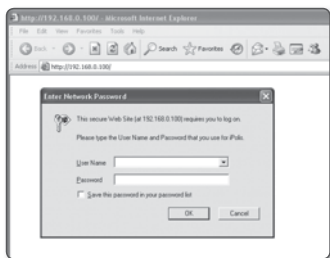 http://192.168.0.100/ - Microsoft Internet Explorer
File Edit View Favorites Tools Help
Back Search Favorites
Address http://192.168.0.100/
Enter Network Password
This secure Web Site (at 192.168.0.100) requires you to log on.
Please type the User Name and Password that you use for iPolis.
User Name
Password
Save this password in your password list
OK Cancel